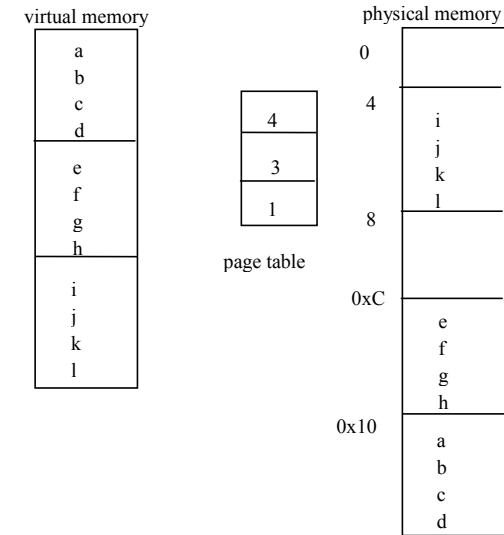 virtual memory
a
b
c
d
e
f
g
h
i
j
k
l
4
3
1
page table
physical memory
0
4
i
j
k
l
8
0xC
e
f
g
h
0x10
a
b
c
d